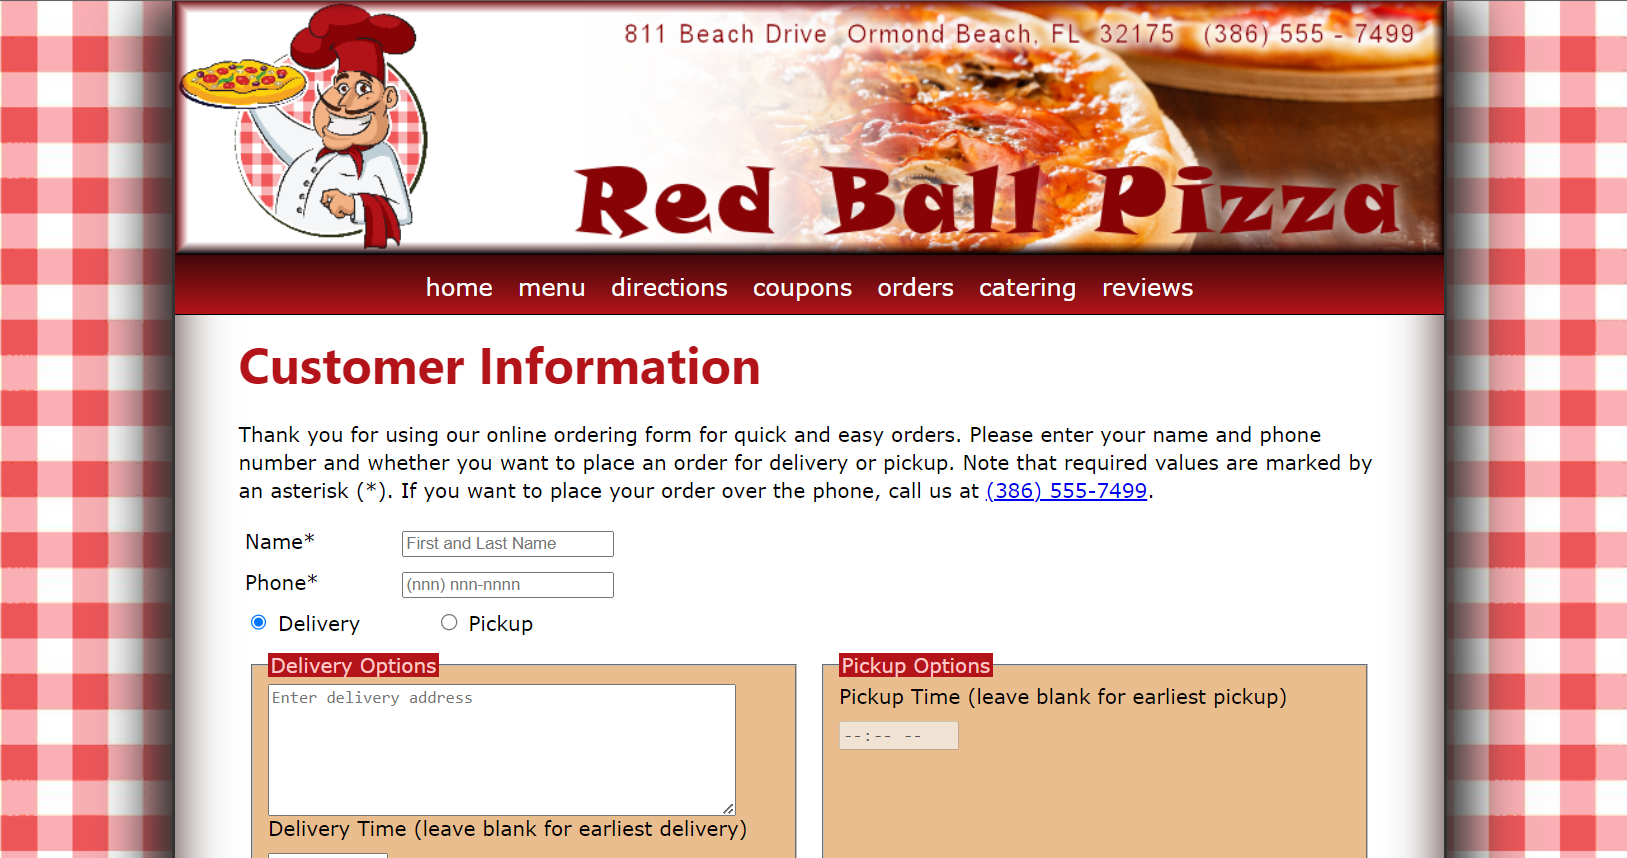 811 Beach Drive  Ormond Beach, FL  32175  (386) 555 - 7499
Red Ball Pizza
home menu directions coupons orders catering reviews
Customer Information
Thank you for using our online ordering form for quick and easy orders. Please enter your name and phone
number and whether you want to place an order for delivery or pickup. Note that required values are marked by
an asterisk (*). If you want to place your order over the phone, call us at (386) 555-7499.
Name* First and Last Name
Phone* (nnn) nnn-nnnn
Delivery Pickup
Delivery Options
Enter delivery address
Delivery Time (leave blank for earliest delivery)
Pickup Options
Pickup Time (leave blank for earliest pickup)
--:-- --